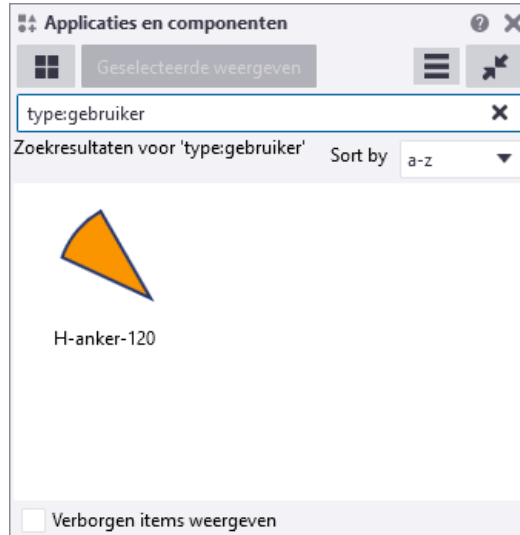 Applicaties en componenten
Geselecteerde weergeven
type:gebruiker
Zoekresultaten voor 'type:gebruiker' Sort by a-z
H-anker-120
Verborgen items weergeven